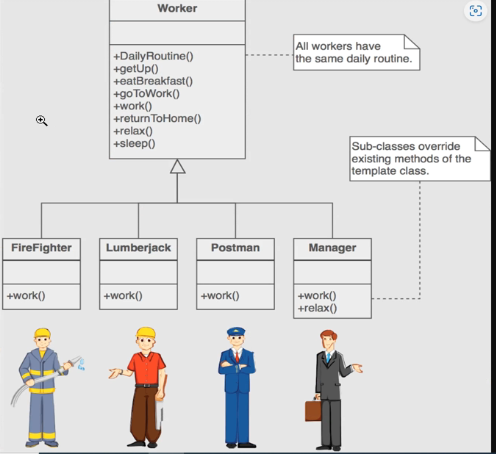 Worker
+DailyRoutine()
+getUp()
+eatBreakfast()
+goToWork()
+work()
+returnToHome()
+relax()
+sleep()
All workers have
the same daily routine.
Sub-classes override
existing methods of the
template class.
FireFighter
+work()
Lumberjack
+work()
Postman
+work()
Manager
+work()
+relax()